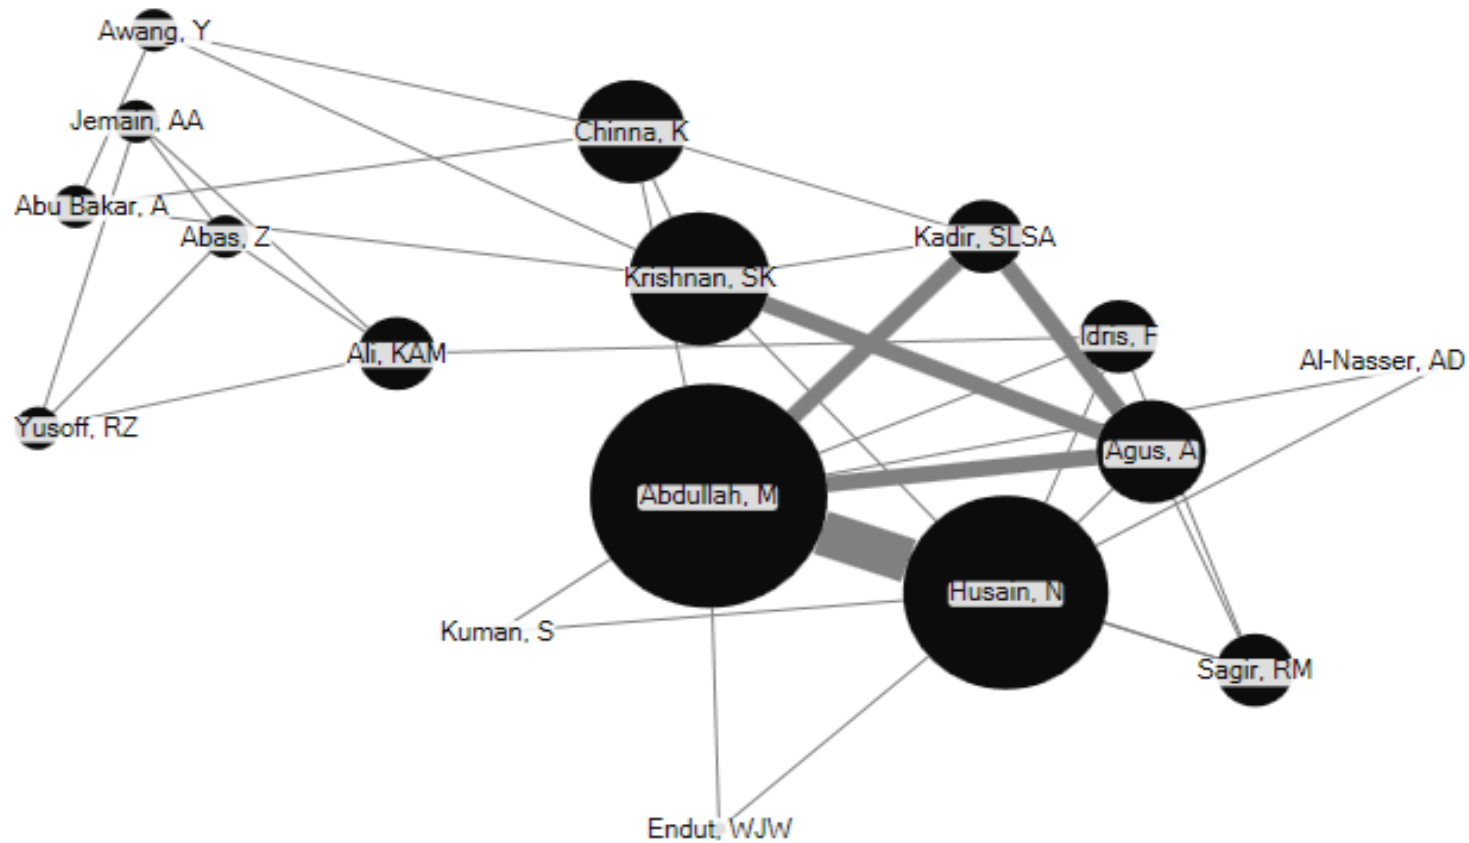 Awang, Y
Jemain, AA
Chinna, K
Abu Bakar, A
Abas, Z
Kadir, SLSA
Krishnan, SK
Idris, F
Ali, KAM
Al-Nasser, AD
Yusoff, RZ
Agus, A
Abdullah, M
Husain, N
Kuman, S
Sagir, RM
Endut, WJW